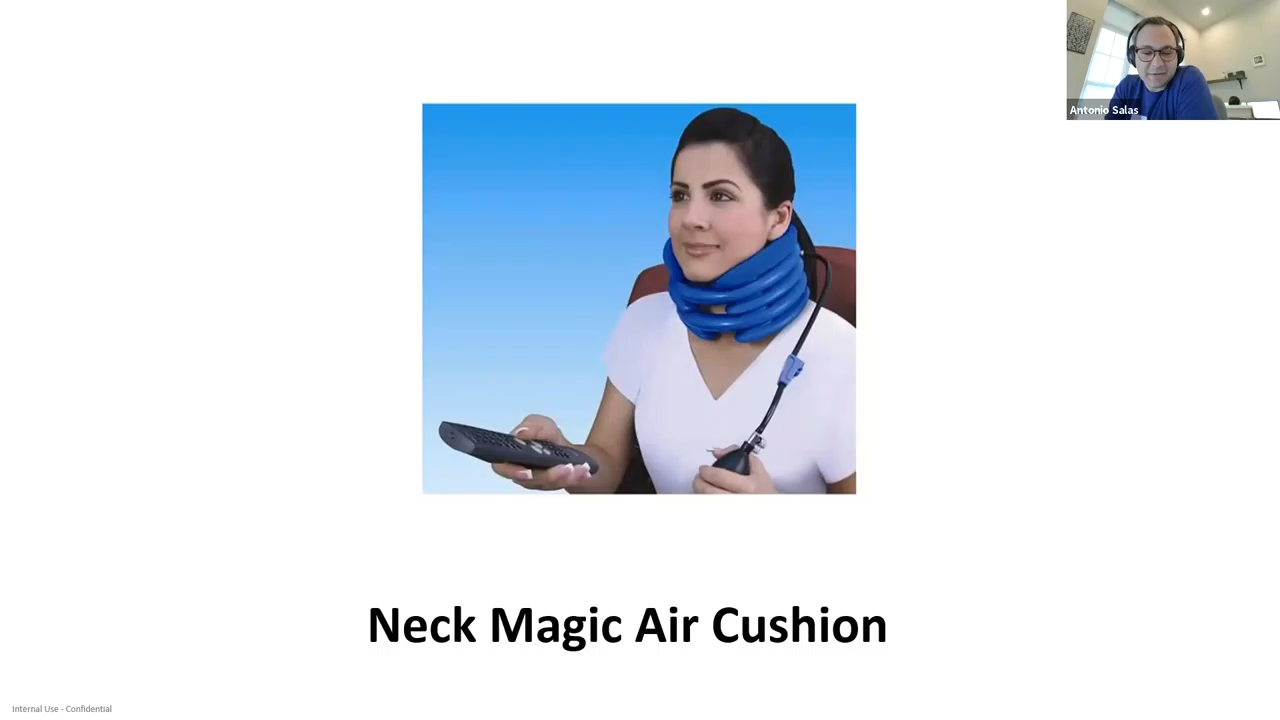 Antonio Salas
Neck Magic Air Cushion
Internal Use - Confidential